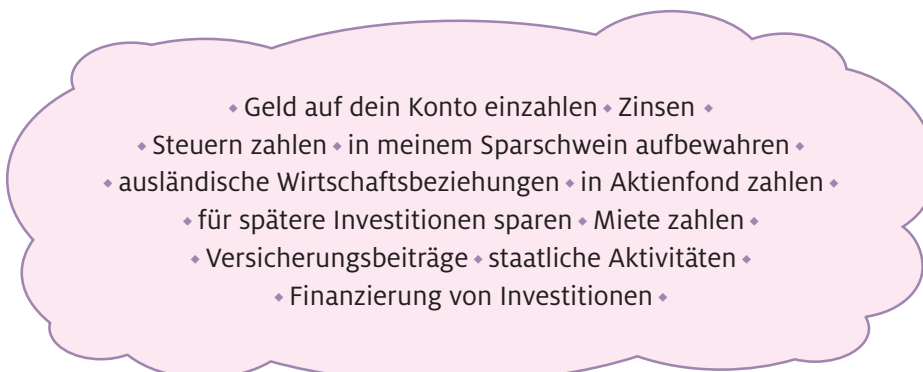 ◆ Geld auf dein Konto einzahlen ◆ Zinsen ◆
◆ Steuern zahlen ◆ in meinem Sparschwein aufbewahren ◆
◆ ausländische Wirtschaftsbeziehungen ◆ in Aktienfond zahlen ◆
◆ für spätere Investitionen sparen ◆ Miete zahlen ◆
◆ Versicherungsbeiträge ◆ staatliche Aktivitäten ◆
◆ Finanzierung von Investitionen ◆